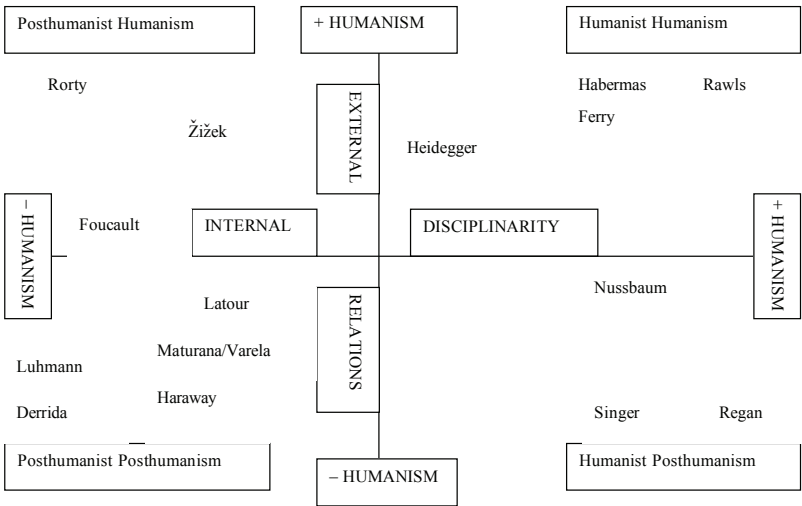 Posthumanist Humanism
+ HUMANISM
Humanist Humanism
Rorty
Habermas
Rawls
EXTERNAL
Ferry
Žižek
Heidegger
– HUMANISM
Foucault
INTERNAL
DISCIPLINARITY
+ HUMANISM
Nussbaum
RELATIONS
Latour
Maturana/Varela
Luhmann
Haraway
Derrida
Singer
Regan
Posthumanist Posthumanism
– HUMANISM
Humanist Posthumanism